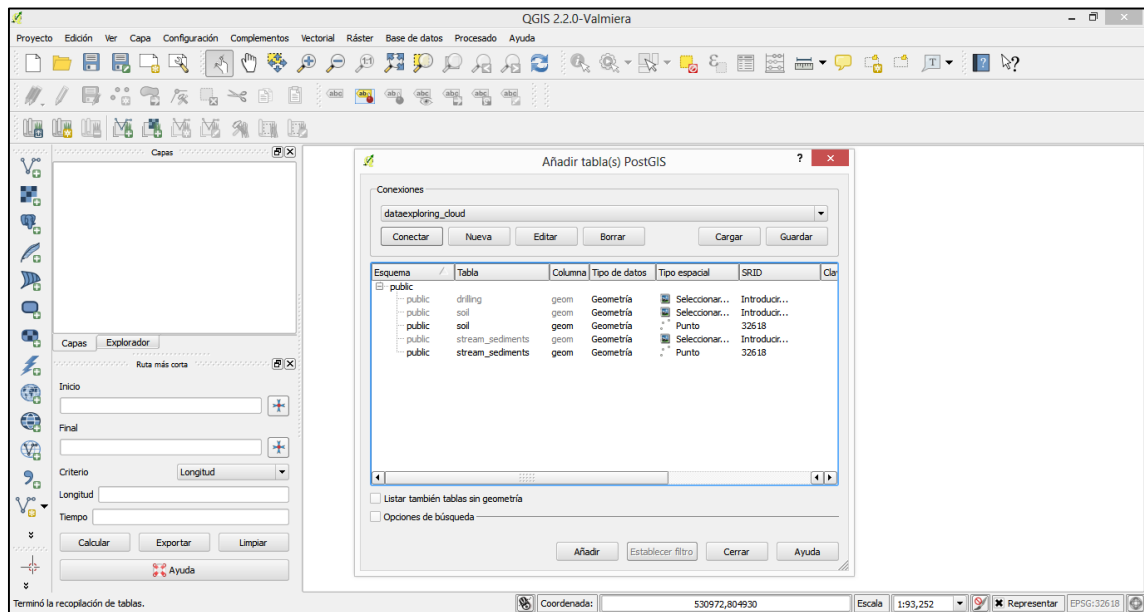 QGIS 2.2.0-Valmiera
Proyecto Edición Ver Capa Configuración Complementos Vectorial Ráster Base de datos Procesado Ayuda
Capas
Añadir tabla(s) PostGIS ?
Conexiones
dataexploring_cloud
Conectar Nueva Editar Borrar Cargar Guardar
Esquema Tabla Columna Tipo de datos Tipo espacial SRID Clav
public
public drilling geom Geometría Seleccionar... Introducir...
public soil geom Geometría Seleccionar... Introducir...
public soil geom Geometría Punto 32618
public stream_sediments geom Geometría Seleccionar... Introducir...
public stream_sediments geom Geometría Punto 32618
Listar también tablas sin geometría
Opciones de búsqueda
Añadir Establecer filtro Cerrar Ayuda
Capas Explorador
Ruta más corta
Inicio
Final
Criterio Longitud
Longitud
Tiempo
Calcular Exportar Limpiar
Ayuda
Terminó la recopilación de tablas. Coordenada: 530972,804930 Escala 1:93,252 Representar EPSG:32618